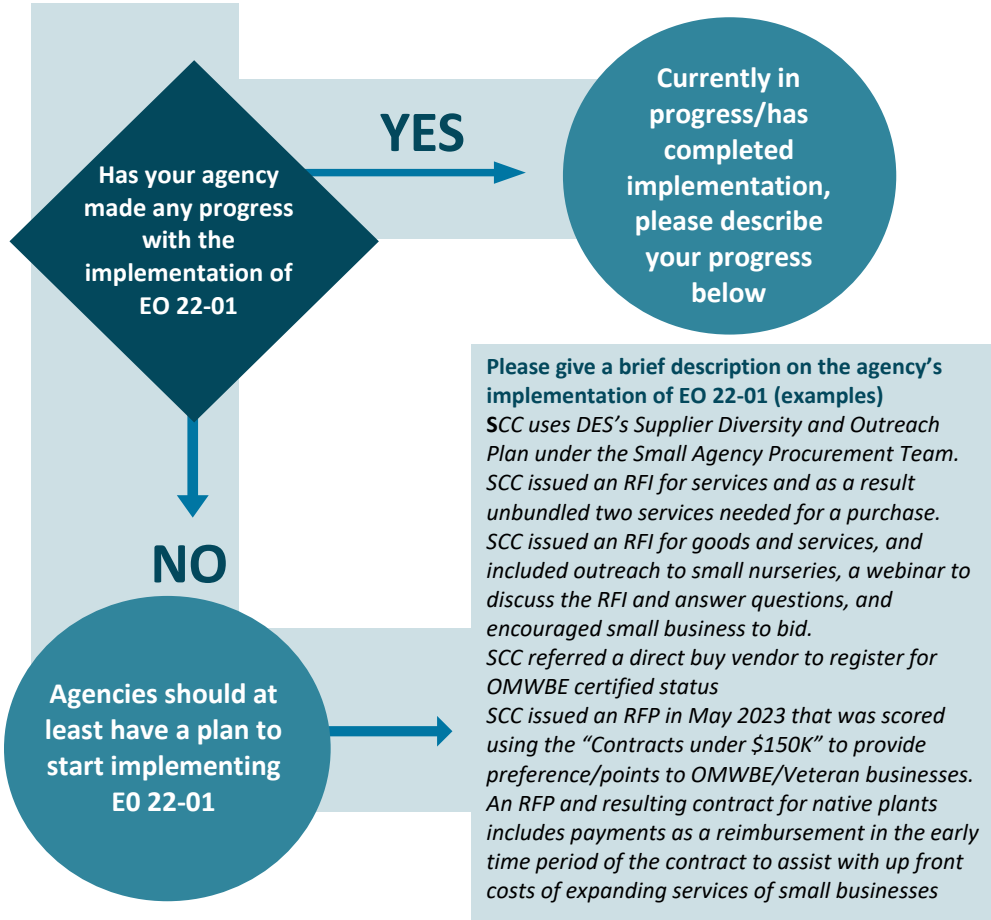 Has your agency
made any progress
with the
implementation of
EO 22-01
YES
Currently in
progress/has
completed
implementation,
please describe
your progress
below
NO
Agencies should at
least have a plan to
start implementing
E0 22-01
Please give a brief description on the agency’s
implementation of EO 22-01 (examples)
SCC uses DES’s Supplier Diversity and Outreach
Plan under the Small Agency Procurement Team.
SCC issued an RFI for services and as a result
unbundled two services needed for a purchase.
SCC issued an RFI for goods and services, and
included outreach to small nurseries, a webinar to
discuss the RFI and answer questions, and
encouraged small business to bid.
SCC referred a direct buy vendor to register for
OMWBE certified status
SCC issued an RFP in May 2023 that was scored
using the “Contracts under $150K” to provide
preference/points to OMWBE/Veteran businesses.
An RFP and resulting contract for native plants
includes payments as a reimbursement in the early
time period of the contract to assist with up front
costs of expanding services of small businesses